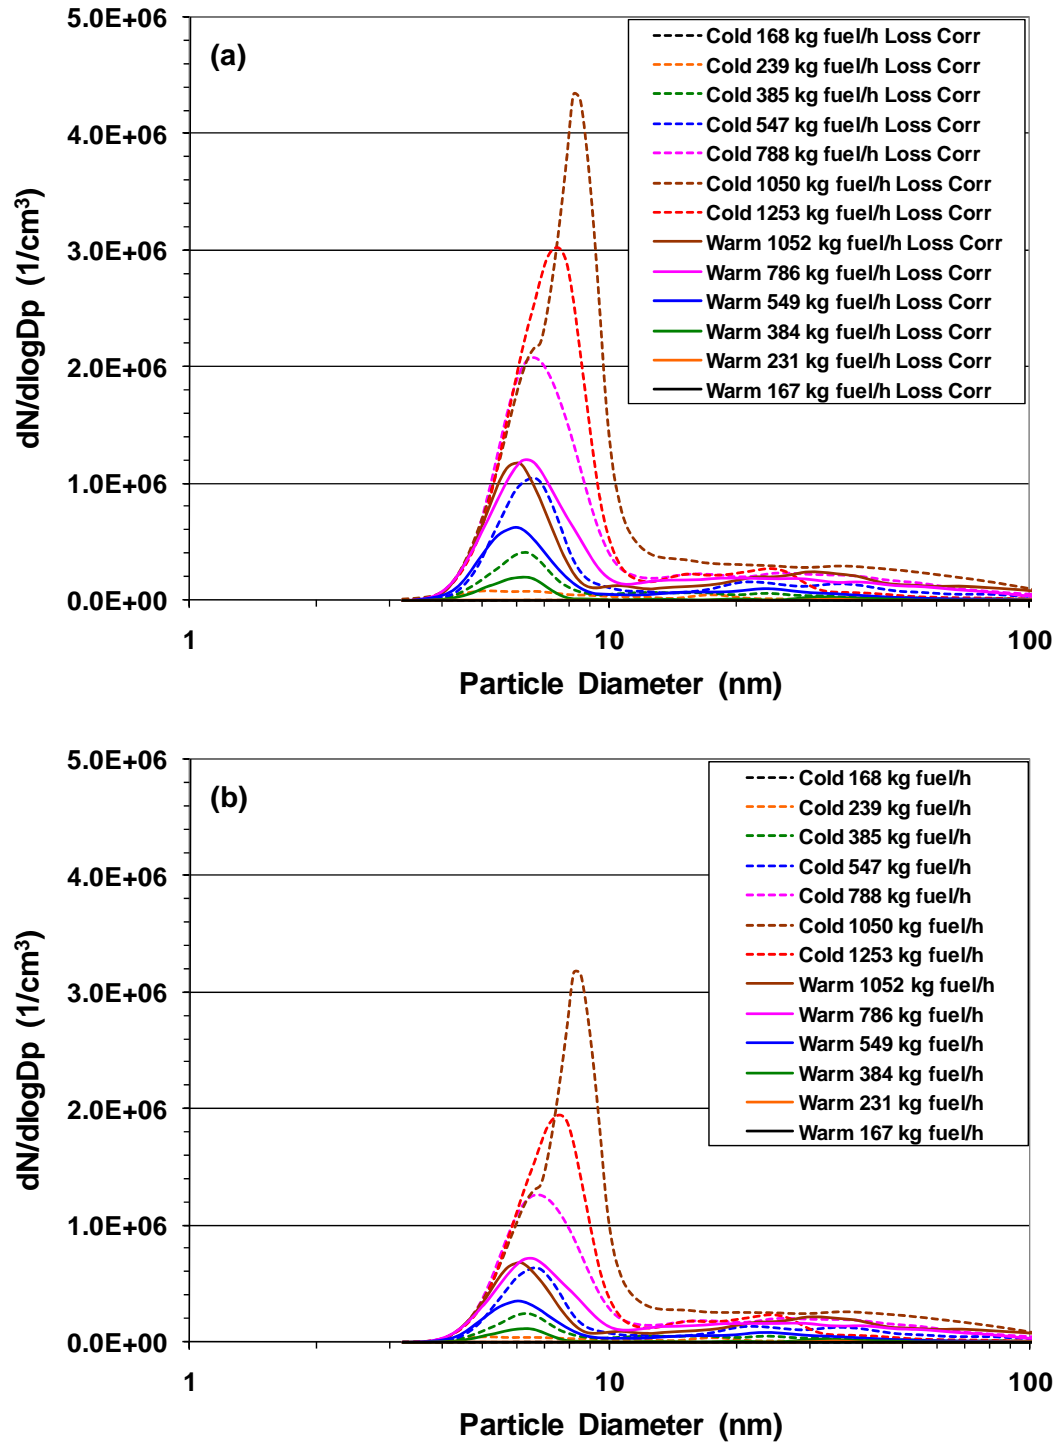 (a)
5.0E+06
4.0E+06
3.0E+06
2.0E+06
1.0E+06
0.0E+00
dN/dlogDp (1/cm³)
Cold 168 kg fuel/h Loss Corr
Cold 239 kg fuel/h Loss Corr
Cold 385 kg fuel/h Loss Corr
Cold 547 kg fuel/h Loss Corr
Cold 788 kg fuel/h Loss Corr
Cold 1050 kg fuel/h Loss Corr
Cold 1253 kg fuel/h Loss Corr
Warm 1052 kg fuel/h Loss Corr
Warm 786 kg fuel/h Loss Corr
Warm 549 kg fuel/h Loss Corr
Warm 384 kg fuel/h Loss Corr
Warm 231 kg fuel/h Loss Corr
Warm 167 kg fuel/h Loss Corr
1 10 100
Particle Diameter (nm)
(b)
5.0E+06
4.0E+06
3.0E+06
2.0E+06
1.0E+06
0.0E+00
dN/dlogDp (1/cm³)
Cold 168 kg fuel/h
Cold 239 kg fuel/h
Cold 385 kg fuel/h
Cold 547 kg fuel/h
Cold 788 kg fuel/h
Cold 1050 kg fuel/h
Cold 1253 kg fuel/h
Warm 1052 kg fuel/h
Warm 786 kg fuel/h
Warm 549 kg fuel/h
Warm 384 kg fuel/h
Warm 231 kg fuel/h
Warm 167 kg fuel/h
1 10 100
Particle Diameter (nm)